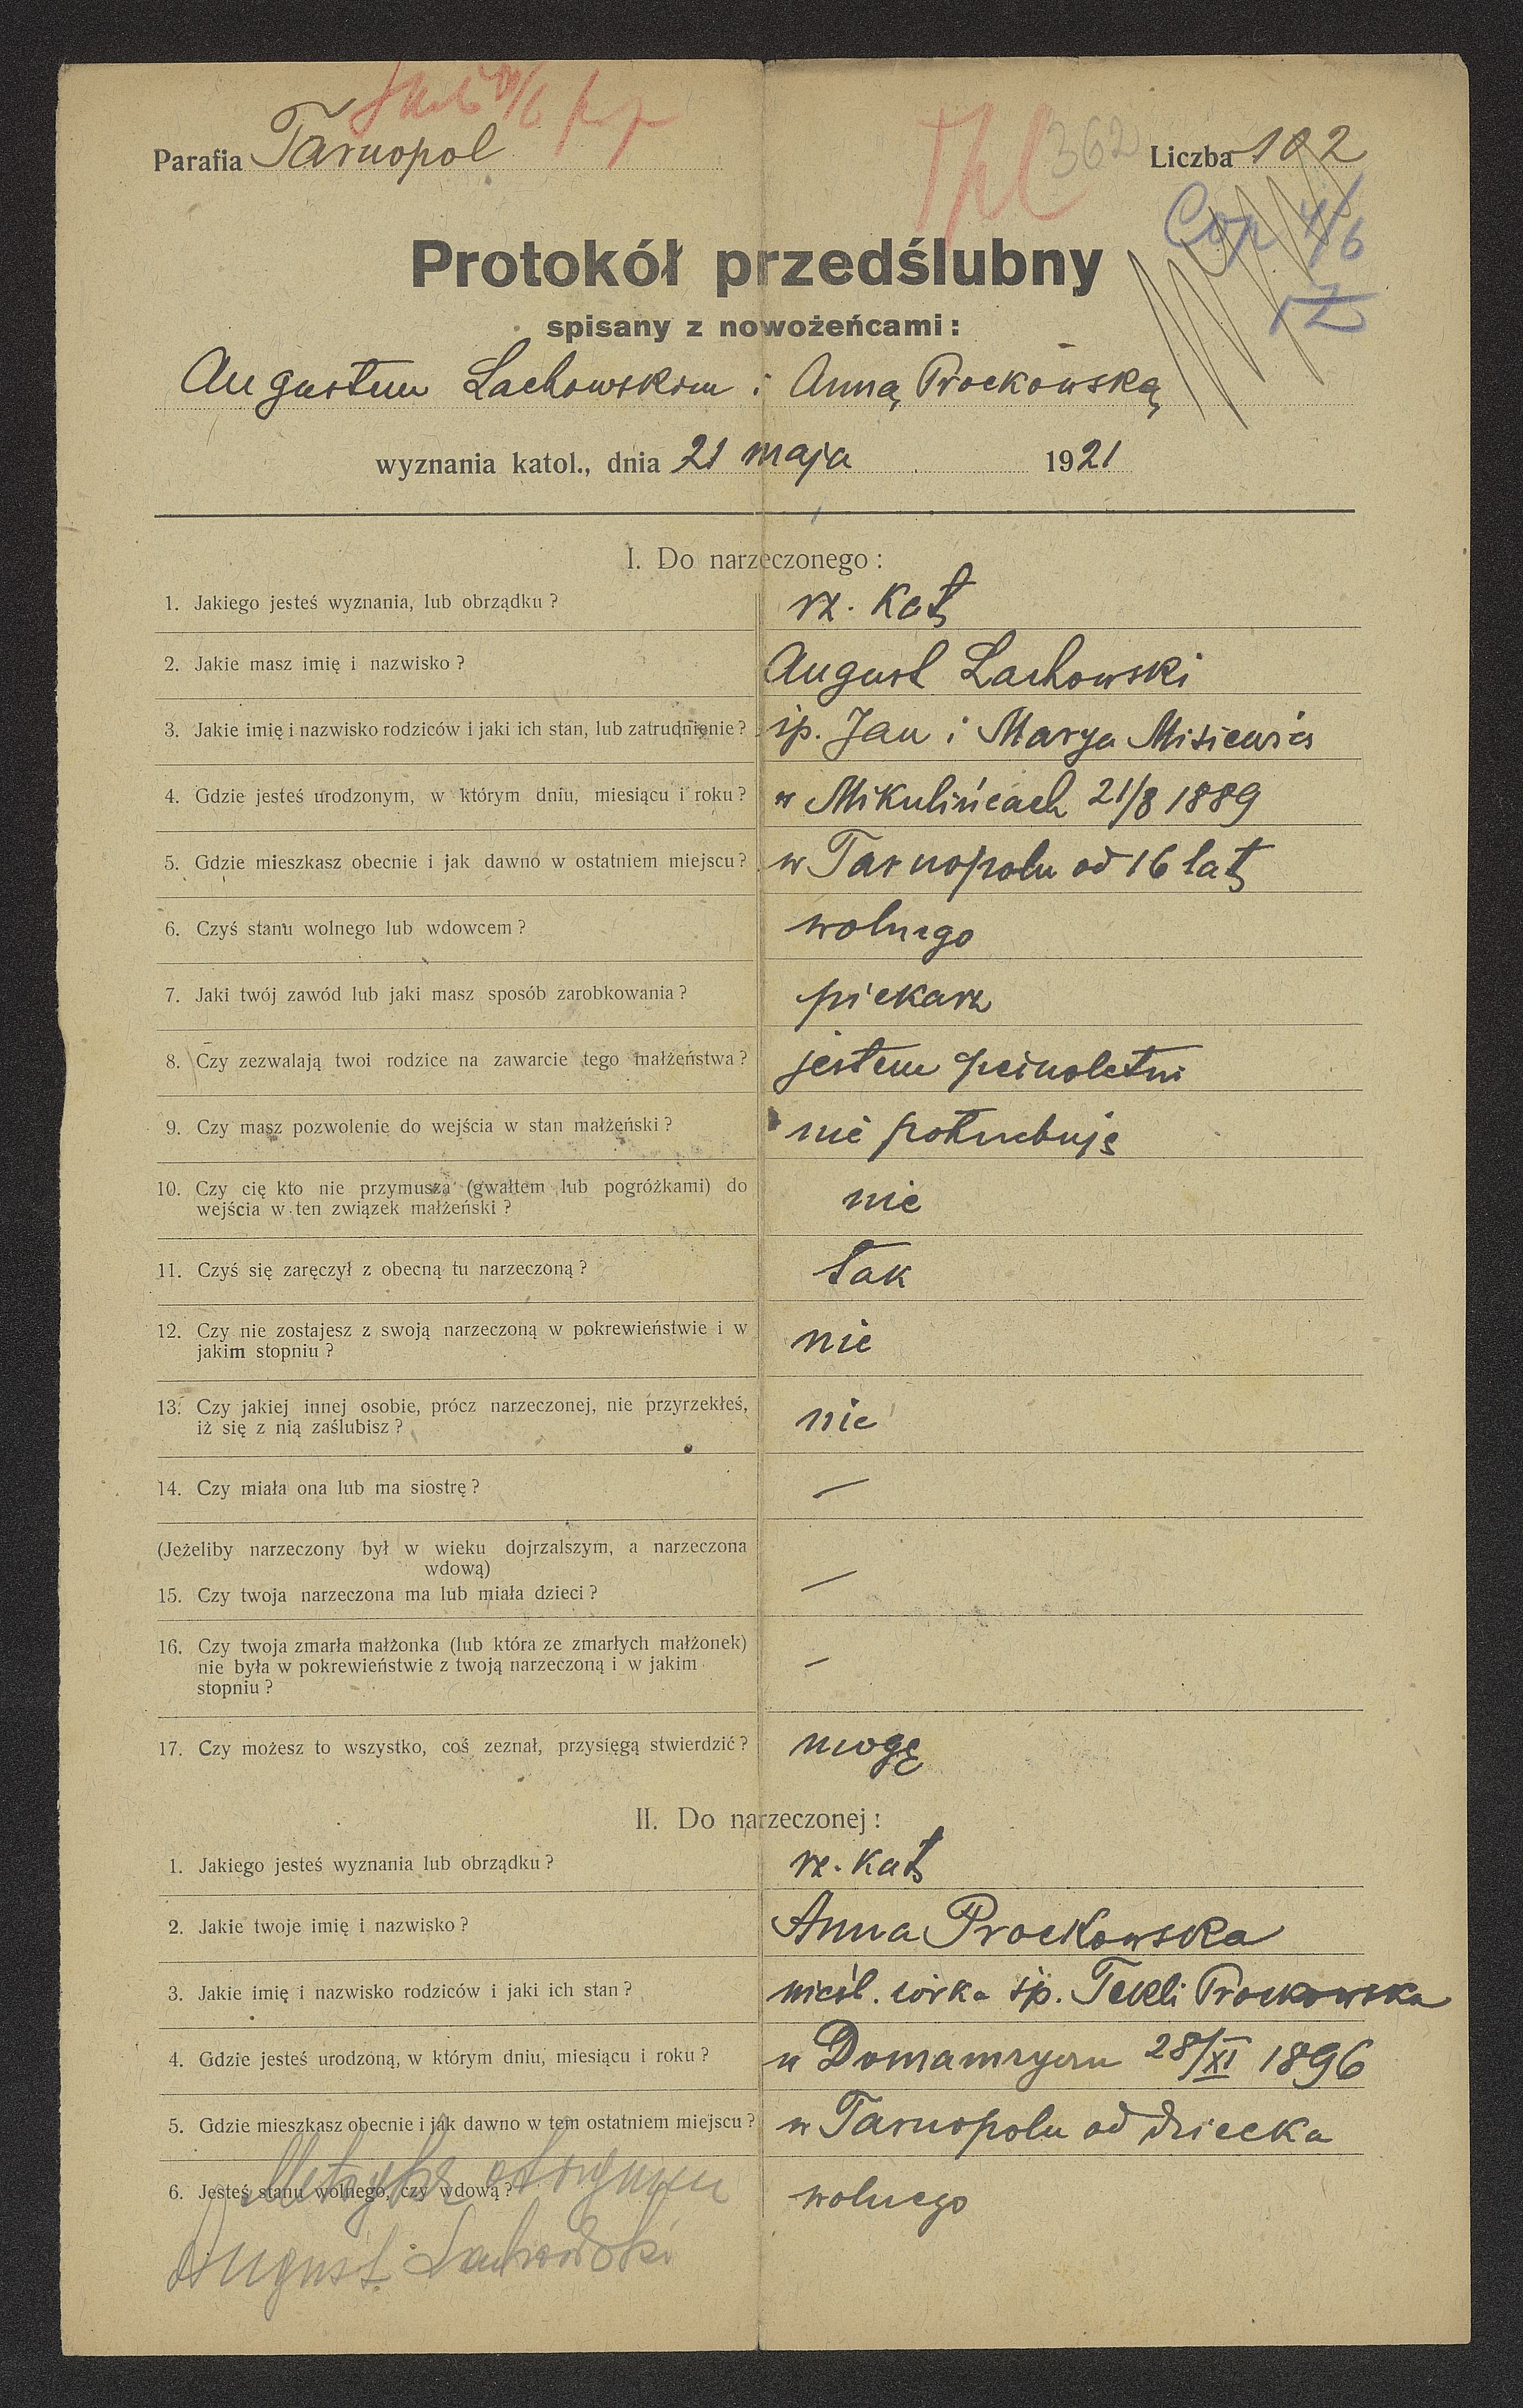 Parafia Tarnopol
Tpl
362
Liczba 102
Cop 4/6
Protokół przedślubny
spisany z nowożeńcami:
Augustem Lachowskim i Anną Prockowską
wyznania katol., dnia 21 maja 1921
I. Do narzeczonego:
1. Jakiego jesteś wyznania, lub obrządku? rz. kat
2. Jakie masz imię i nazwisko? August Lachowski
3. Jakie imię i nazwisko rodziców i jaki ich stan, lub zatrudnienie? śp. Jan i Marya Misiewicz
4. Gdzie jesteś urodzonym, w którym dniu, miesiącu i roku? w Mikulińcach 21/8 1889
5. Gdzie mieszkasz obecnie i jak dawno w ostatniem miejscu? w Tarnopolu od 16 lat
6. Czyś stanu wolnego lub wdowcem? wolnego
7. Jaki twój zawód lub jaki masz sposób zarobkowania? piekarz
8. Czy zezwalają twoi rodzice na zawarcie tego małżeństwa? jestem pełnoletni
9. Czy masz pozwolenie do wejścia w stan małżeński? nie potrzebuję
10. Czy cię kto nie przymusza (gwałtem lub pogróżkami) do
wejścia w ten związek małżeński? nie
11. Czyś się zaręczył z obecną tu narzeczoną? tak
12. Czy nie zostajesz z swoją narzeczoną w pokrewieństwie i w
jakim stopniu? nie
13. Czy jakiej innej osobie, prócz narzeczonej, nie przyrzekłeś,
iż się z nią zaślubisz? nie
14. Czy miała ona lub ma siostrę? —
(Jeżeliby narzeczony był w wieku dojrzalszym, a narzeczona
wdową)
15. Czy twoja narzeczona ma lub miała dzieci? —
16. Czy twoja zmarła małżonka (lub która ze zmarłych małżonek)
nie była w pokrewieństwie z twoją narzeczoną i w jakim
stopniu? —
17. Czy możesz to wszystko, coś zeznał, przysięgą stwierdzić? mogę
II. Do narzeczonej:
1. Jakiego jesteś wyznania lub obrządku? rz. kat
2. Jakie twoje imię i nazwisko? Anna Prockowska
3. Jakie imię i nazwisko rodziców i jaki ich stan? nieśl. córka śp. Tekli Prockowska
4. Gdzie jesteś urodzoną, w którym dniu, miesiącu i roku? 28/XI 1896
5. Gdzie mieszkasz obecnie i jak dawno w tem ostatniem miejscu? w Tarnopolu od dziecka
6. Jesteś stanu wolnego, czy wdową? wolnego
August Lachowski